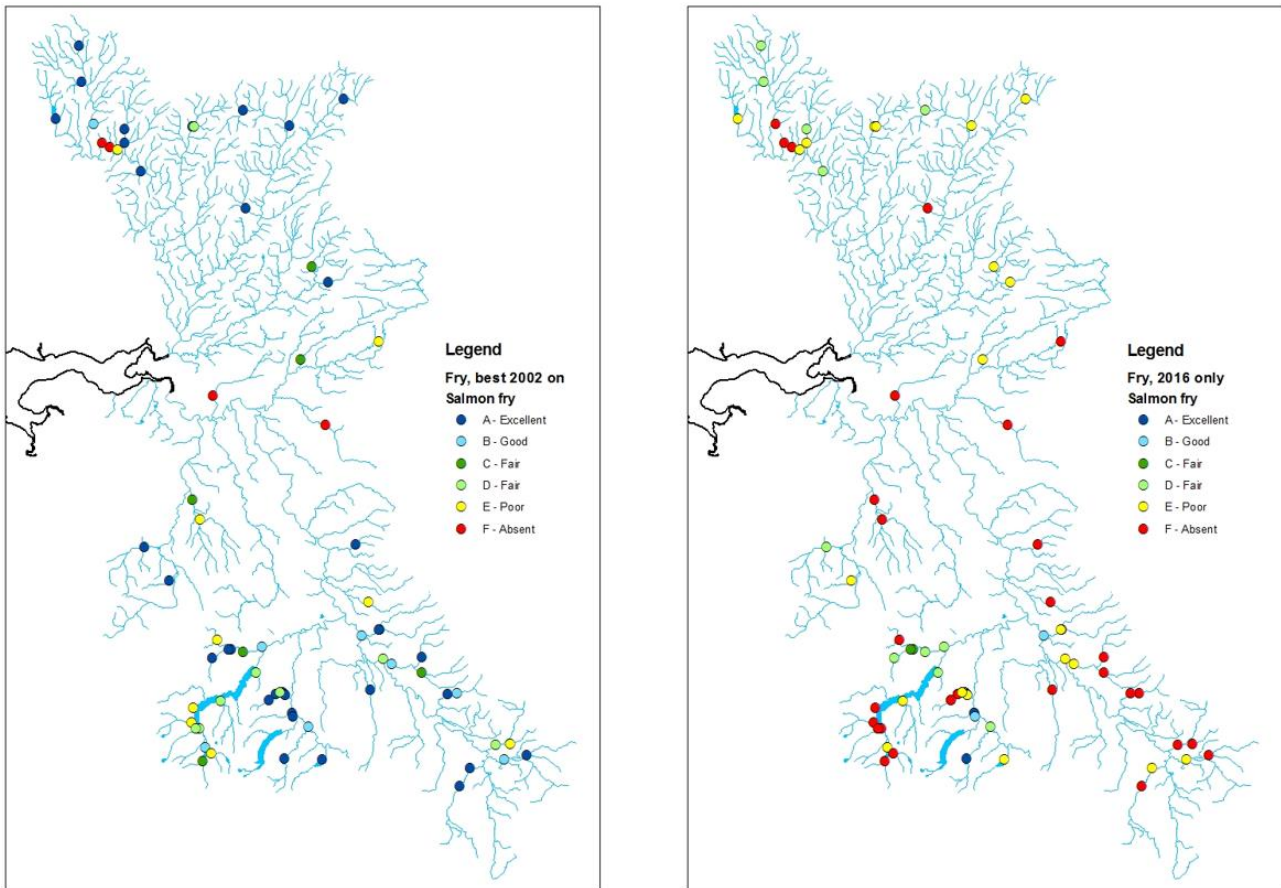 Legend
Fry, best 2002 on
Salmon fry
A - Excellent
B - Good
C - Fair
D - Fair
E - Poor
F - Absent
Legend
Fry, 2016 only
Salmon fry
A - Excellent
B - Good
C - Fair
D - Fair
E - Poor
F - Absent